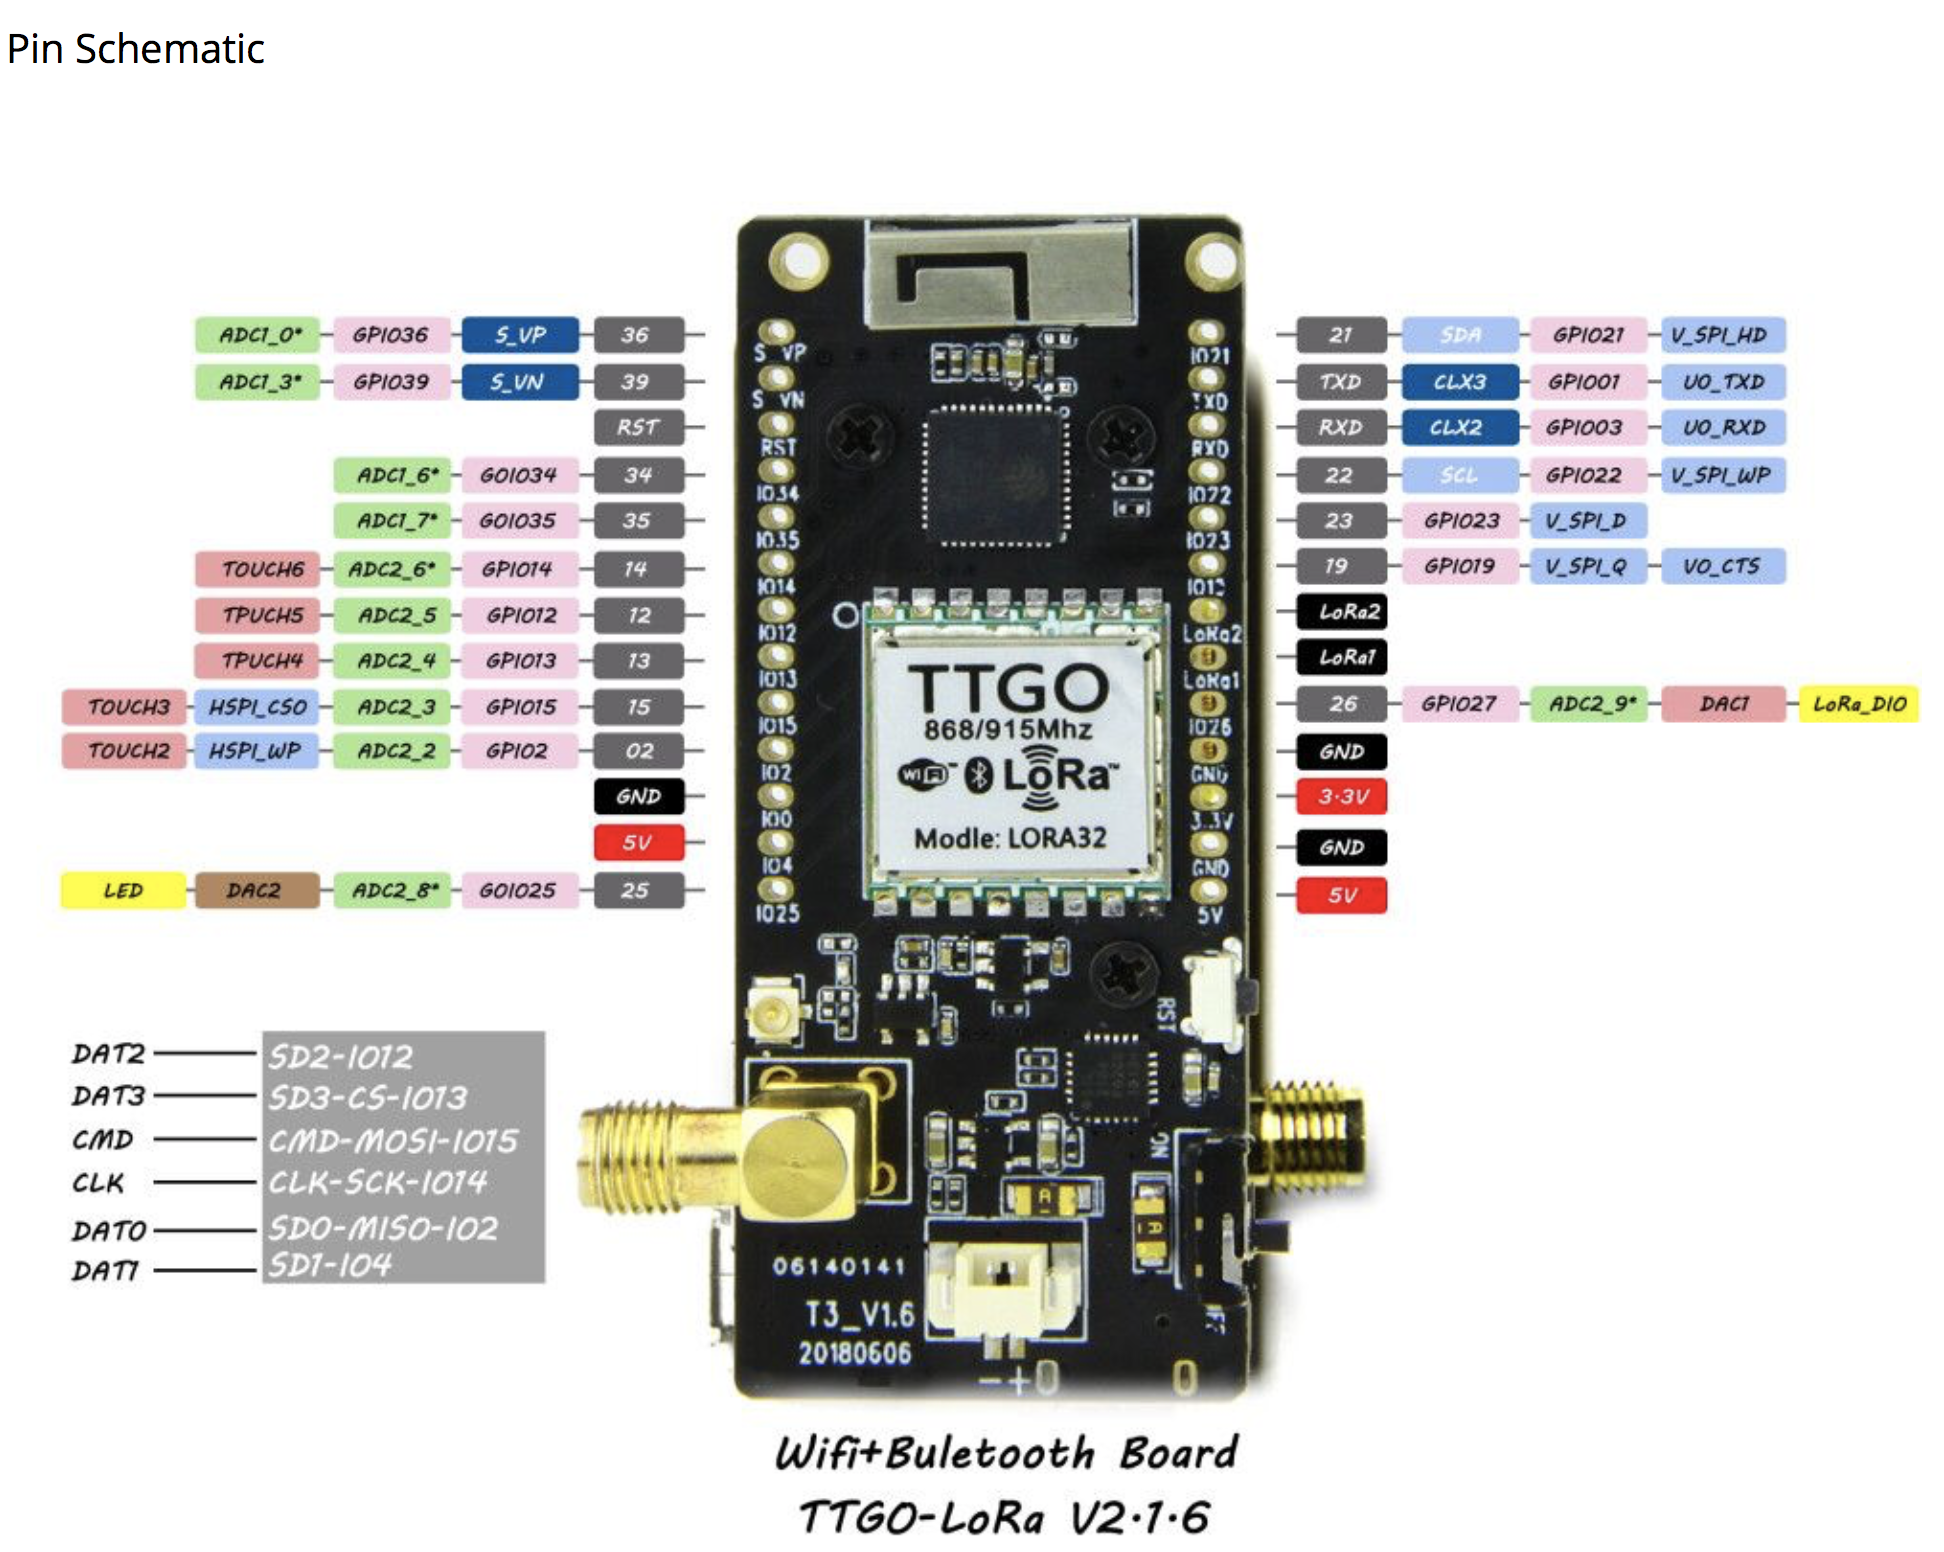 Pin Schematic
ADC1_0* GPIO36 S_VP 36
ADC1_3* GPIO39 S_VN 39
RST
ADC1_6* GOIO34 34
ADC1_7* GOIO35 35
TOUCH6 ADC2_6* GPIO14 14
TPUCH5 ADC2_5 GPIO12 12
TPUCH4 ADC2_4 GPIO13 13
TOUCH3 HSPI_CSO ADC2_3 GPIO15 15
TOUCH2 HSPI_WP ADC2_2 GPIO2 02
GND
5V
LED DAC2 ADC2_8* GOIO25 25
S_VP
S_VN
RST
IO34
IO35
IO14
IO12
IO13
IO15
IO2
IO0
IO4
IO25
TTGO
868/915Mhz
WiFi LoRa™
Modle: LORA32
IO21
TXD
RXD
IO22
IO23
LoRa2
LoRa1
IO26
GND
3.3V
GND
5V
21 SDA GPIO21 V_SPI_HD
TXD CLX3 GPIO01 UO_TXD
RXD CLX2 GPIO03 UO_RXD
22 SCL GPIO22 V_SPI_WP
23 GPIO23 V_SPI_D
19 GPIO19 V_SPI_Q VO_CTS
LoRa2
LoRa1
26 GPIO27 ADC2_9* DAC1 LoRa_DIO
GND
3.3V
GND
5V
RST
ON
DAT2 SD2-IO12
DAT3 SD3-CS-IO13
CMD CMD-MOSI-IO15
CLK CLK-SCK-IO14
DAT0 SD0-MISO-IO2
DAT1 SD1-IO4
06140141
T3_V1.6
20180606
- +
Wifi+Buletooth Board
TTGO-LoRa V2.1.6